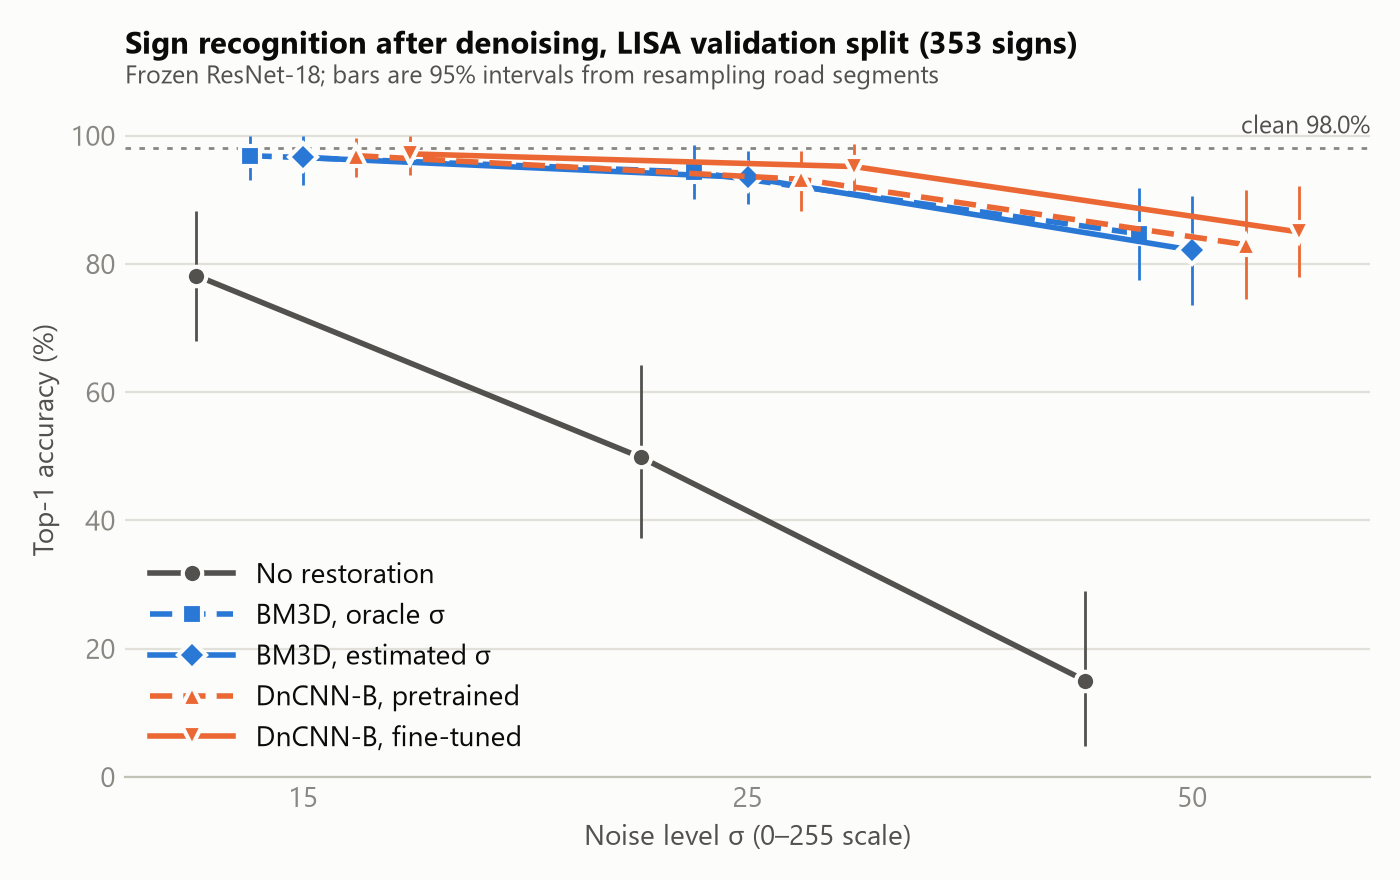 Sign recognition after denoising, LISA validation split (353 signs)
Frozen ResNet-18; bars are 95% intervals from resampling road segments
clean 98.0%
100
80
60
40
20
0
Top-1 accuracy (%)
No restoration
BM3D, oracle σ
BM3D, estimated σ
DnCNN-B, pretrained
DnCNN-B, fine-tuned
15
25
50
Noise level σ (0–255 scale)